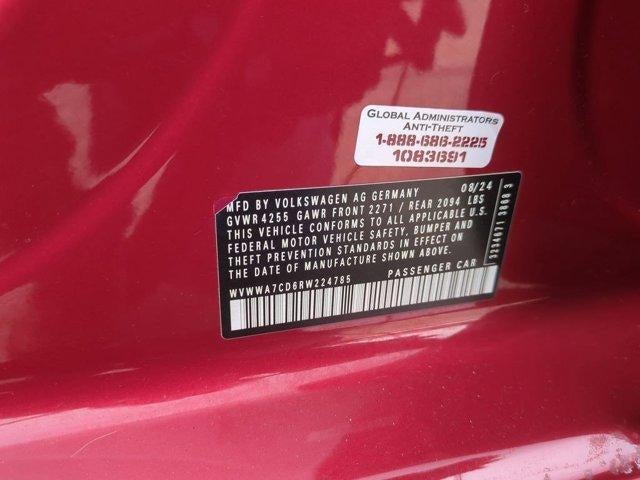 GLOBAL ADMINISTRATORS
ANTI-THEFT
1-888-686-2225
1083691
MFD BY VOLKSWAGEN AG GERMANY 08/24
GVWR 4255 GAWR FRONT 2271 / REAR 2094 LBS
THIS VEHICLE CONFORMS TO ALL APPLICABLE U.S.
FEDERAL MOTOR VEHICLE SAFETY, BUMPER AND
THEFT PREVENTION STANDARDS IN EFFECT ON
THE DATE OF MANUFACTURE SHOWN ABOVE.
WVWWA7CD6RW224785 PASSENGER CAR